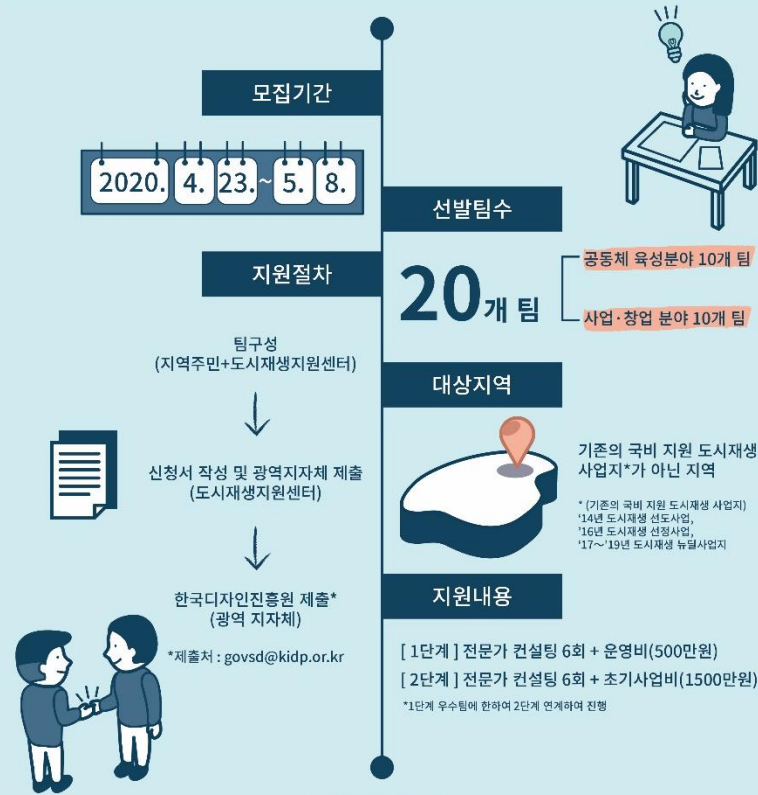 모집기간
2020. 4. 23. ~ 5. 8.
선발팀수
20개 팀
공동체 육성분야 10개 팀
사업·창업 분야 10개 팀
지원절차
팀구성
(지역주민+도시재생지원센터)
신청서 작성 및 광역지자체 제출
(도시재생지원센터)
한국디자인진흥원 제출*
(광역 지자체)
*제출처 : govsd@kidp.or.kr
대상지역
기존의 국비 지원 도시재생
사업지*가 아닌 지역
* (기존의 국비 지원 도시재생 사업지)
'14년 도시재생 선도사업,
'16년 도시재생 선정사업,
'17~'19년 도시재생 뉴딜사업지
지원내용
[ 1단계 ] 전문가 컨설팅 6회 + 운영비(500만원)
[ 2단계 ] 전문가 컨설팅 6회 + 초기사업비(1500만원)
*1단계 우수팀에 한하여 2단계 연계하여 진행